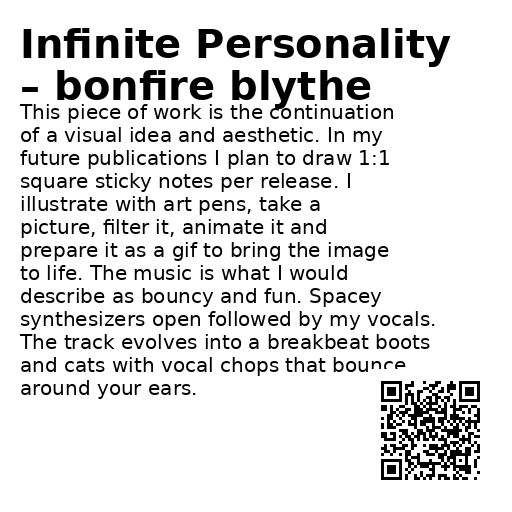 Infinite Personality
– bonfire blythe
This piece of work is the continuation
of a visual idea and aesthetic. In my
future publications I plan to draw 1:1
square sticky notes per release. I
illustrate with art pens, take a
picture, filter it, animate it and
prepare it as a gif to bring the image
to life. The music is what I would
describe as bouncy and fun. Spacey
synthesizers open followed by my vocals.
The track evolves into a breakbeat boots
and cats with vocal chops that bounce
around your ears.